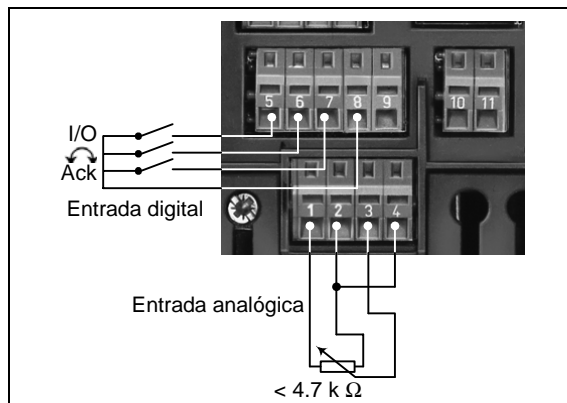 5 6 7 8 9 10 11
I/O
Ack
Entrada digital
1 2 3 4
Entrada analógica
< 4.7 k Ω